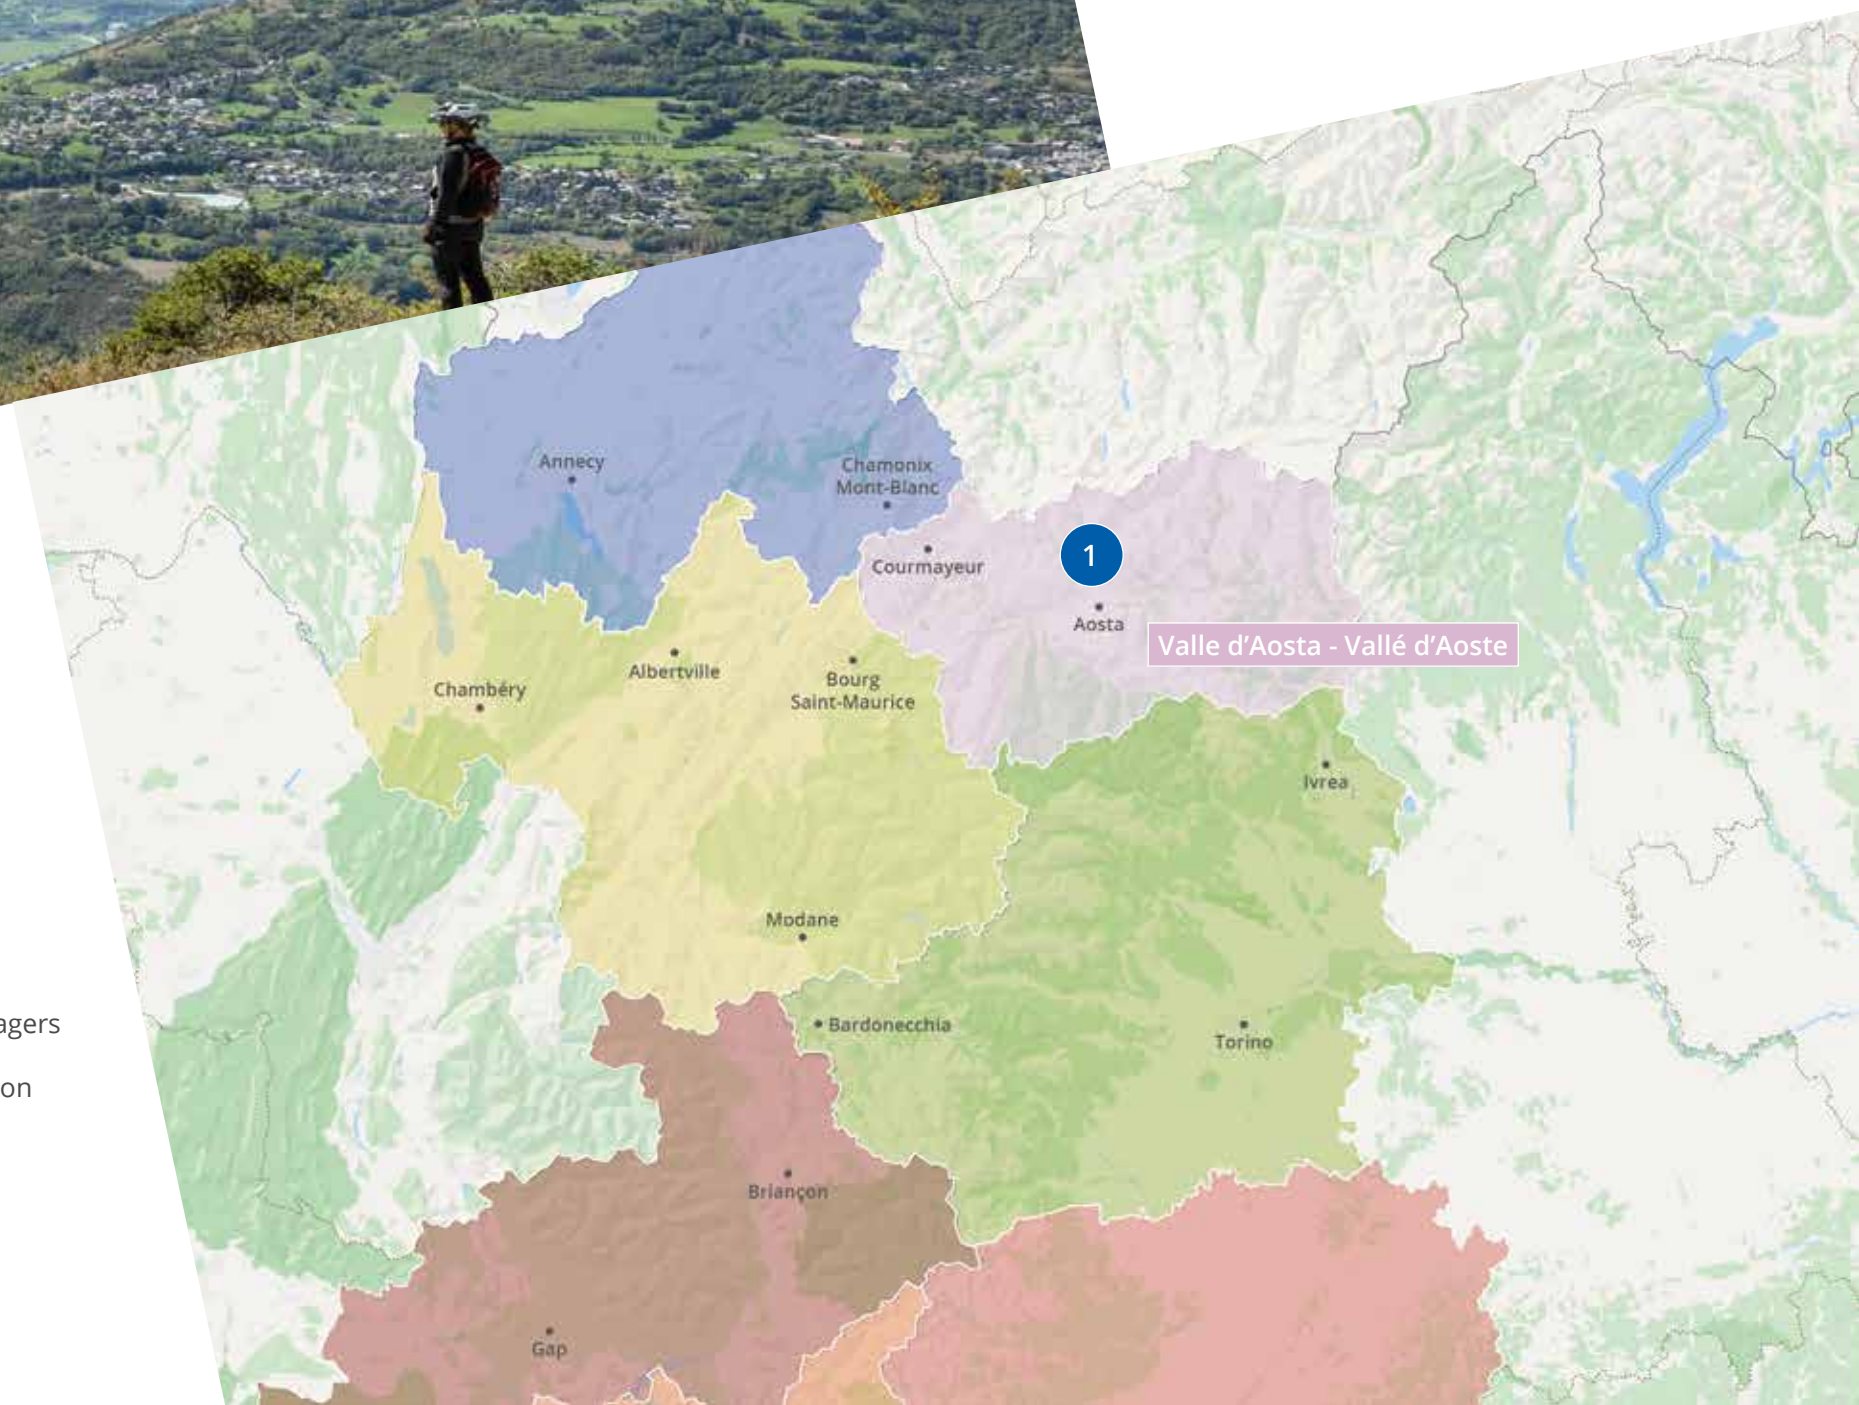 Annecy
Chamonix
Mont-Blanc
Courmayeur
1
Aosta
Valle d’Aosta - Vallé d’Aoste
Albertville
Bourg
Saint-Maurice
Chambéry
Ivrea
Modane
agers
Bardonecchia
Torino
on
Briançon
Gap